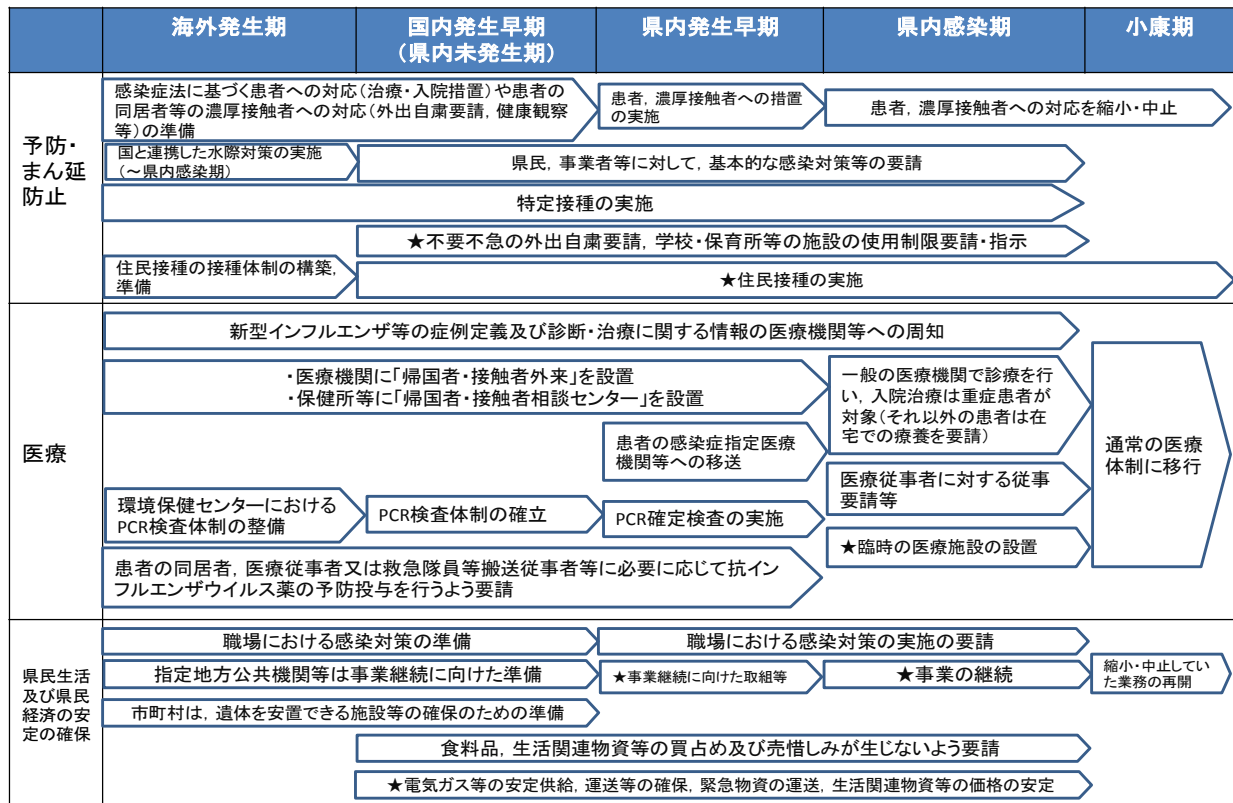 海外発生期
国内発生早期
(県内未発生期)
県内発生早期
県内感染期
小康期
予防・
まん延
防止
感染症法に基づく患者への対応(治療・入院措置)や患者の
同居者等の濃厚接触者への対応(外出自粛要請,健康観察
等)の準備
患者,濃厚接触者への措置
の実施
患者,濃厚接触者への対応を縮小・中止
国と連携した水際対策の実施
(~県内感染期)
県民,事業者等に対して,基本的な感染対策等の要請
特定接種の実施
★不要不急の外出自粛要請,学校・保育所等の施設の使用制限要請・指示
住民接種の接種体制の構築,
準備
★住民接種の実施
医療
新型インフルエンザ等の症例定義及び診断・治療に関する情報の医療機関等への周知
・医療機関に「帰国者・接触者外来」を設置
・保健所等に「帰国者・接触者相談センター」を設置
一般の医療機関で診療を行
い,入院治療は重症患者が
対象(それ以外の患者は在
宅での療養を要請)
通常の医療
体制に移行
患者の感染症指定医療
機関等への移送
医療従事者に対する従事
要請等
環境保健センターにおける
PCR検査体制の整備
PCR検査体制の確立
PCR確定検査の実施
★臨時の医療施設の設置
患者の同居者,医療従事者又は救急隊員等搬送従事者等に必要に応じて抗イン
フルエンザウイルス薬の予防投与を行うよう要請
県民生活
及び県民
経済の安
定の確保
職場における感染対策の準備
職場における感染対策の実施の要請
指定地方公共機関等は事業継続に向けた準備
★事業継続に向けた取組等
★事業の継続
縮小・中止してい
た業務の再開
市町村は,遺体を安置できる施設等の確保のための準備
食料品,生活関連物資等の買占め及び売惜しみが生じないよう要請
★電気ガス等の安定供給,運送等の確保,緊急物資の運送,生活関連物資等の価格の安定